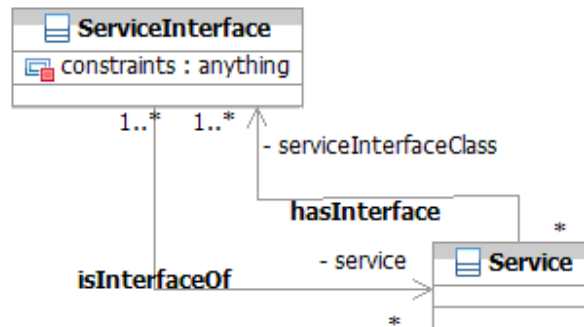 ServiceInterface
constraints : anything
1..* 1..*
- serviceInterfaceClass
hasInterface
*
- service
Service
isInterfaceOf
*